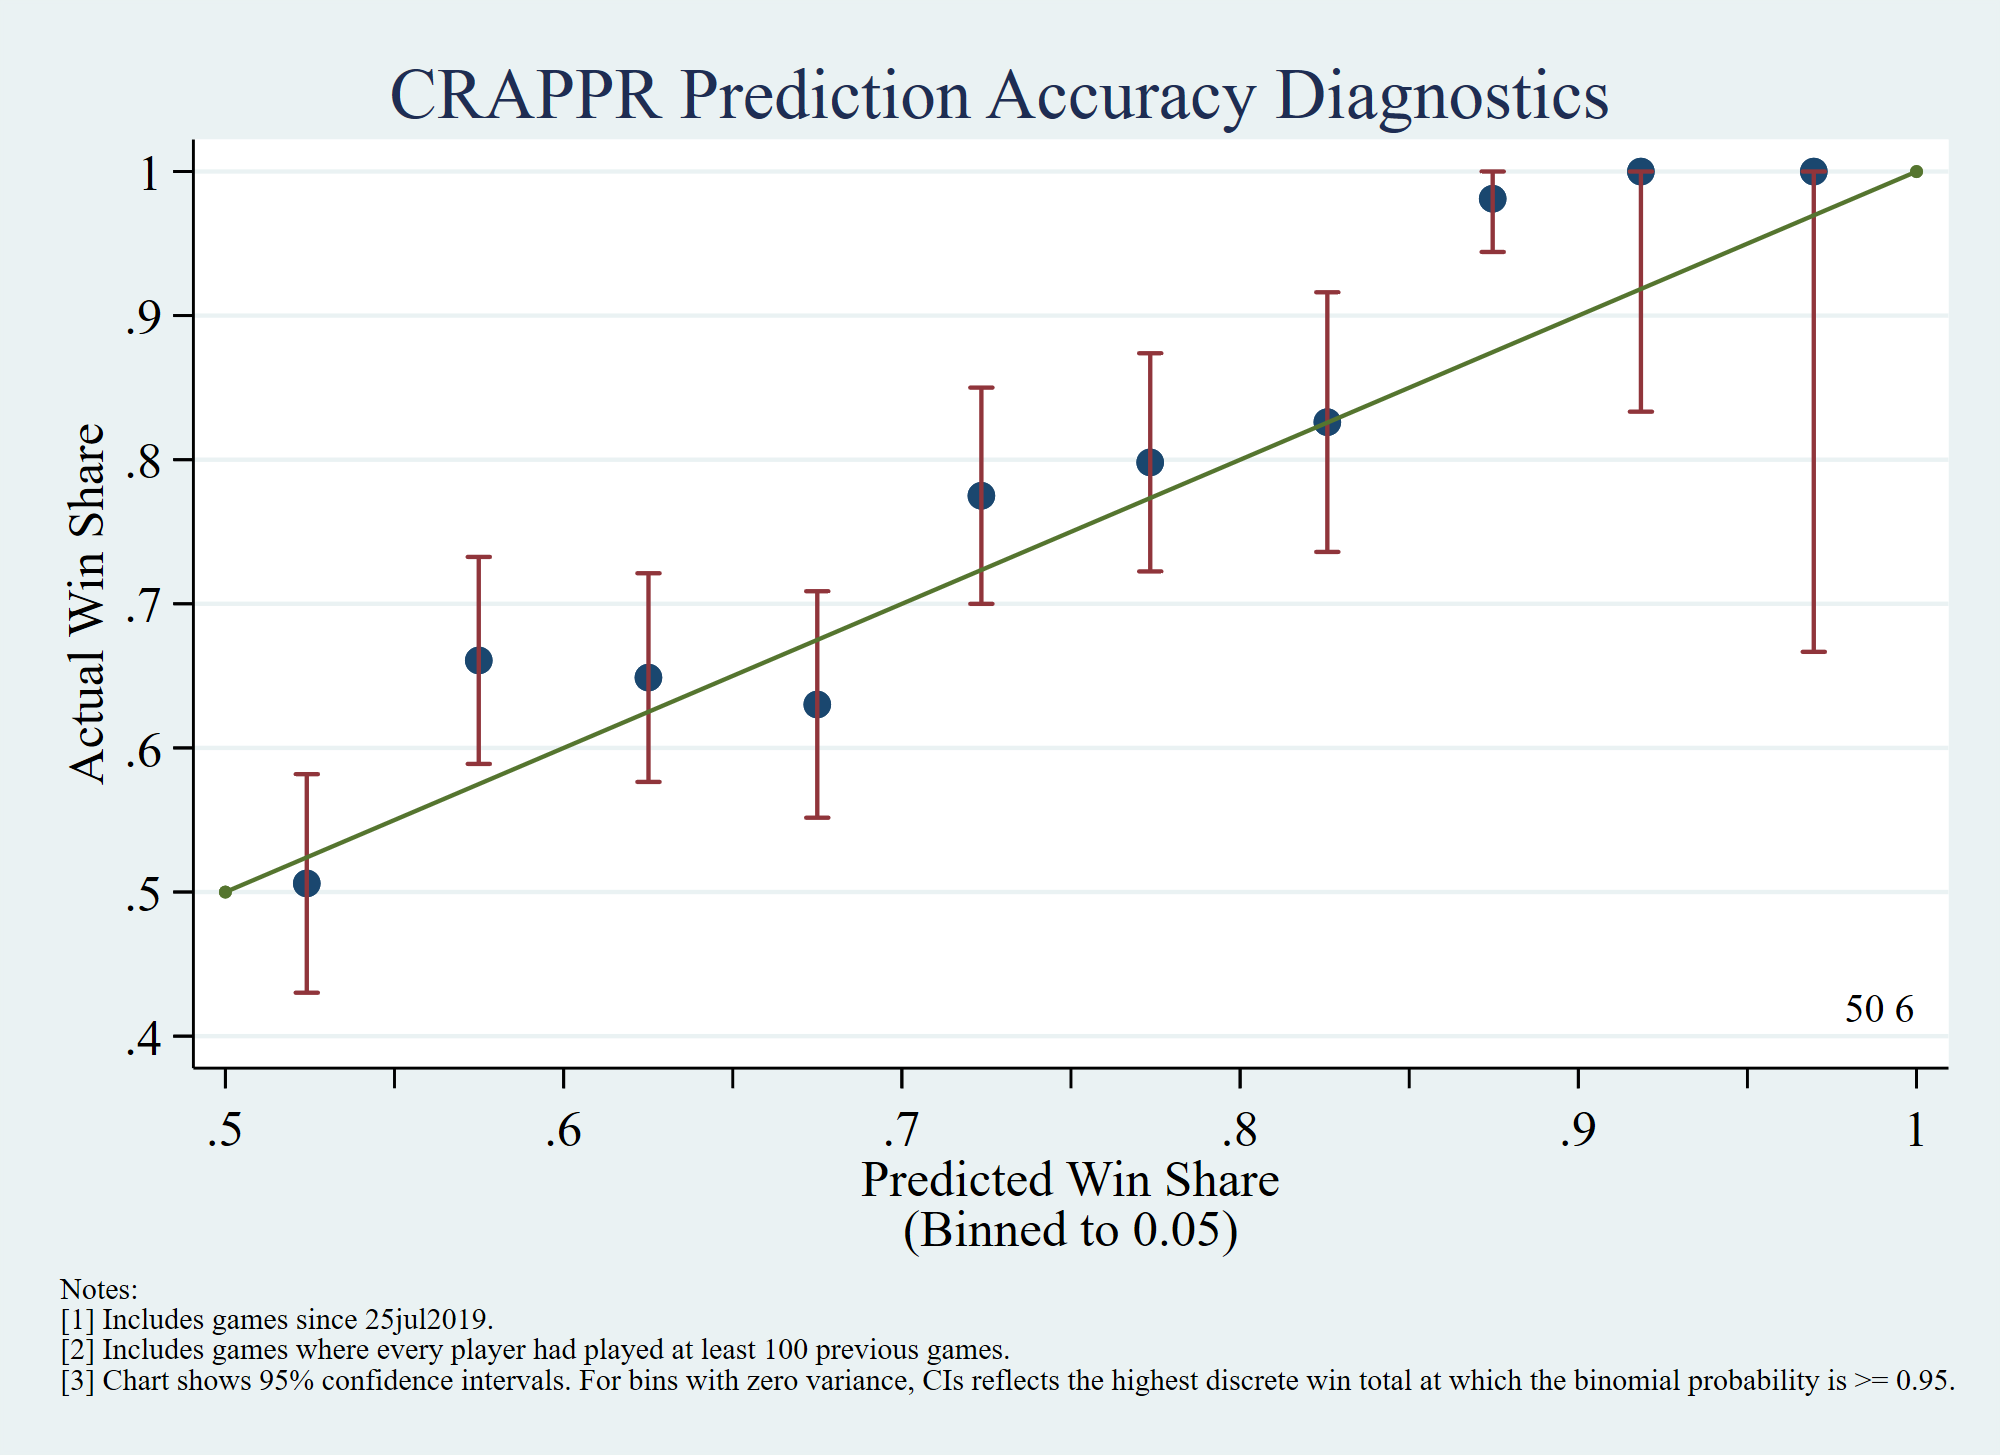 CRAPPR Prediction Accuracy Diagnostics
1
.9
.8
.7
.6
.5
.4
Actual Win Share
50 6
.5 .6 .7 .8 .9 1
Predicted Win Share
(Binned to 0.05)
Notes:
[1] Includes games since 25jul2019.
[2] Includes games where every player had played at least 100 previous games.
[3] Chart shows 95% confidence intervals. For bins with zero variance, CIs reflects the highest discrete win total at which the binomial probability is >= 0.95.